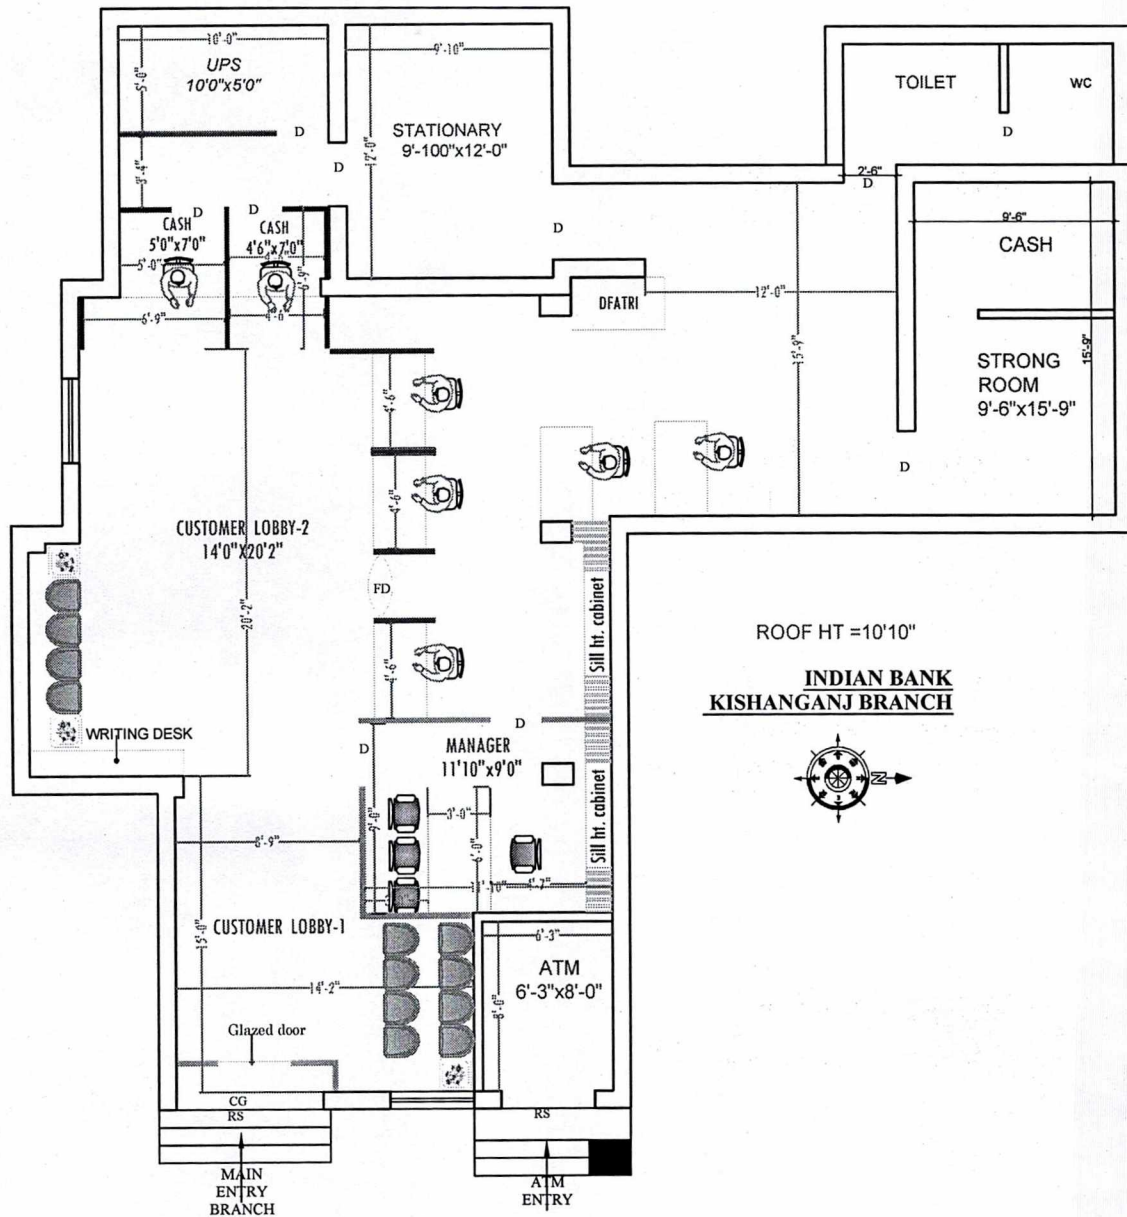 10'-0"
UPS
10'0"x5'0"
5'-0"
9'-10"
STATIONARY
9'-100"x12'-0"
12'-0"
TOILET
WC
D
D
D
2'-6"
D
3'-4"
D
D
CASH
5'0"x7'0"
5'-0"
CASH
4'6"x7'0"
4'-6"
6'-9"
D
9'-6"
CASH
DFATRI
12'-0"
6'-9"
4'-6"
15'-9"
15'-9"
STRONG
ROOM
9'-6"x15'-9"
4'-6"
D
4'-6"
CUSTOMER LOBBY-2
14'0"X20'2"
20'-2"
FD
Sill ht. cabinet
4'-6"
ROOF HT =10'10"
INDIAN BANK
KISHANGANJ BRANCH
N
WRITING DESK
D
D
MANAGER
11'10"x9'0"
Sill ht. cabinet
9'-0"
3'-0"
6'-0"
8'-9"
4'-7"
CUSTOMER LOBBY-1
15'-0"
6'-3"
ATM
6'-3"x8'-0"
8'-0"
14'-2"
Glazed door
CG
RS
RS
MAIN
ENTRY
BRANCH
ATM
ENTRY